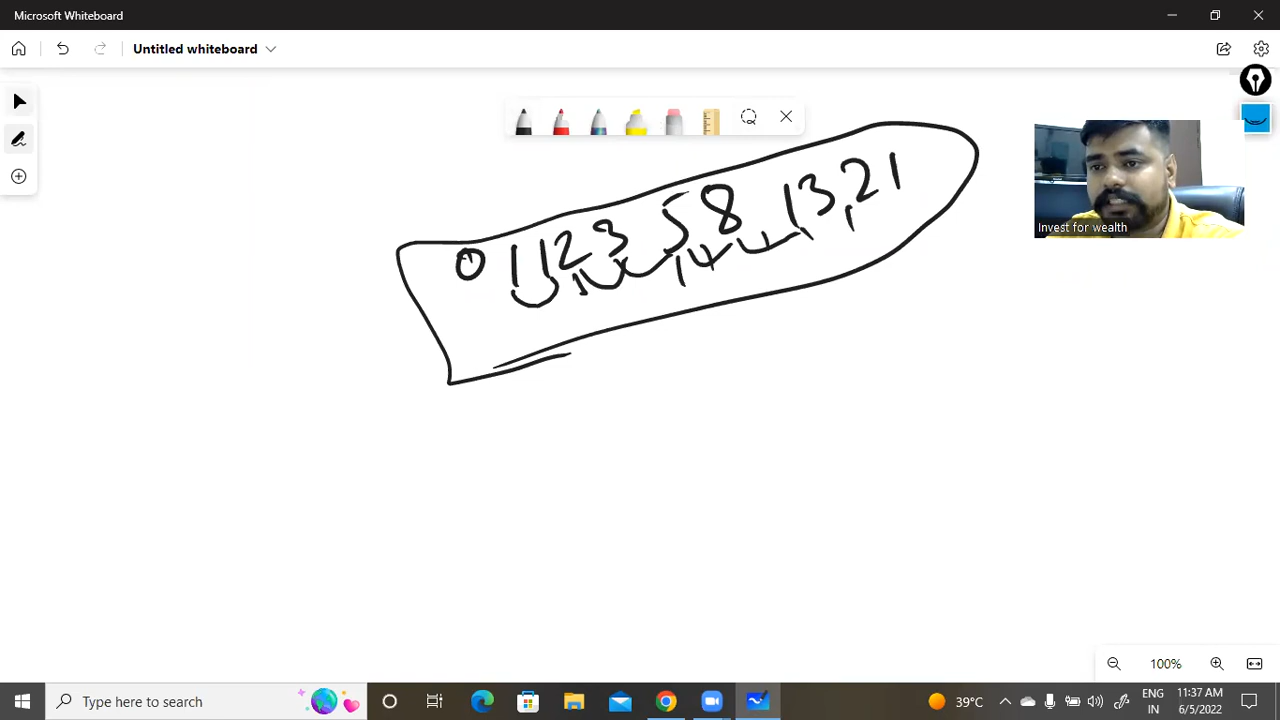 Microsoft Whiteboard
Untitled whiteboard
0 1 1 2 3 5 8 13, 21
Invest for wealth
100%
Type here to search
39°C
ENG
IN
11:37 AM
6/5/2022